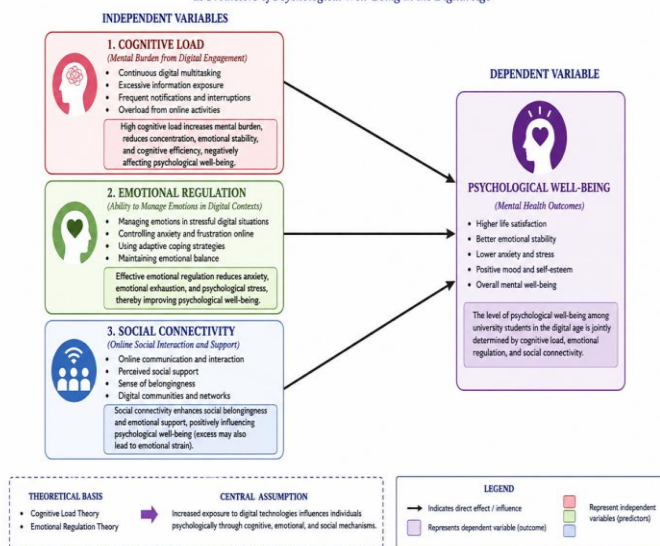 as Predictors of Psychological Well-Being in the Digital Age
INDEPENDENT VARIABLES
1. COGNITIVE LOAD
(Mental Burden from Digital Engagement)
• Continuous digital multitasking
• Excessive information exposure
• Frequent notifications and interruptions
• Overload from online activities
High cognitive load increases mental burden,
reduces concentration, emotional stability,
and cognitive efficiency, negatively
affecting psychological well-being.
2. EMOTIONAL REGULATION
(Ability to Manage Emotions in Digital Contexts)
• Managing emotions in stressful digital situations
• Controlling anxiety and frustration online
• Using adaptive coping strategies
• Maintaining emotional balance
Effective emotional regulation reduces anxiety,
emotional exhaustion, and psychological stress,
thereby improving psychological well-being.
3. SOCIAL CONNECTIVITY
(Online Social Interaction and Support)
• Online communication and interaction
• Perceived social support
• Sense of belongingness
• Digital communities and networks
Social connectivity enhances social belongingness
and emotional support, positively influencing
psychological well-being (excess may also
lead to emotional strain).
DEPENDENT VARIABLE
PSYCHOLOGICAL WELL-BEING
(Mental Health Outcomes)
• Higher life satisfaction
• Better emotional stability
• Lower anxiety and stress
• Positive mood and self-esteem
• Overall mental well-being
The level of psychological well-being among
university students in the digital age is jointly
determined by cognitive load, emotional
regulation, and social connectivity.
THEORETICAL BASIS
• Cognitive Load Theory
• Emotional Regulation Theory
CENTRAL ASSUMPTION
Increased exposure to digital technologies influences individuals
psychologically through cognitive, emotional, and social mechanisms.
LEGEND
Indicates direct effect / influence
Represents dependent variable (outcome)
Represent independent
variables (predictors)